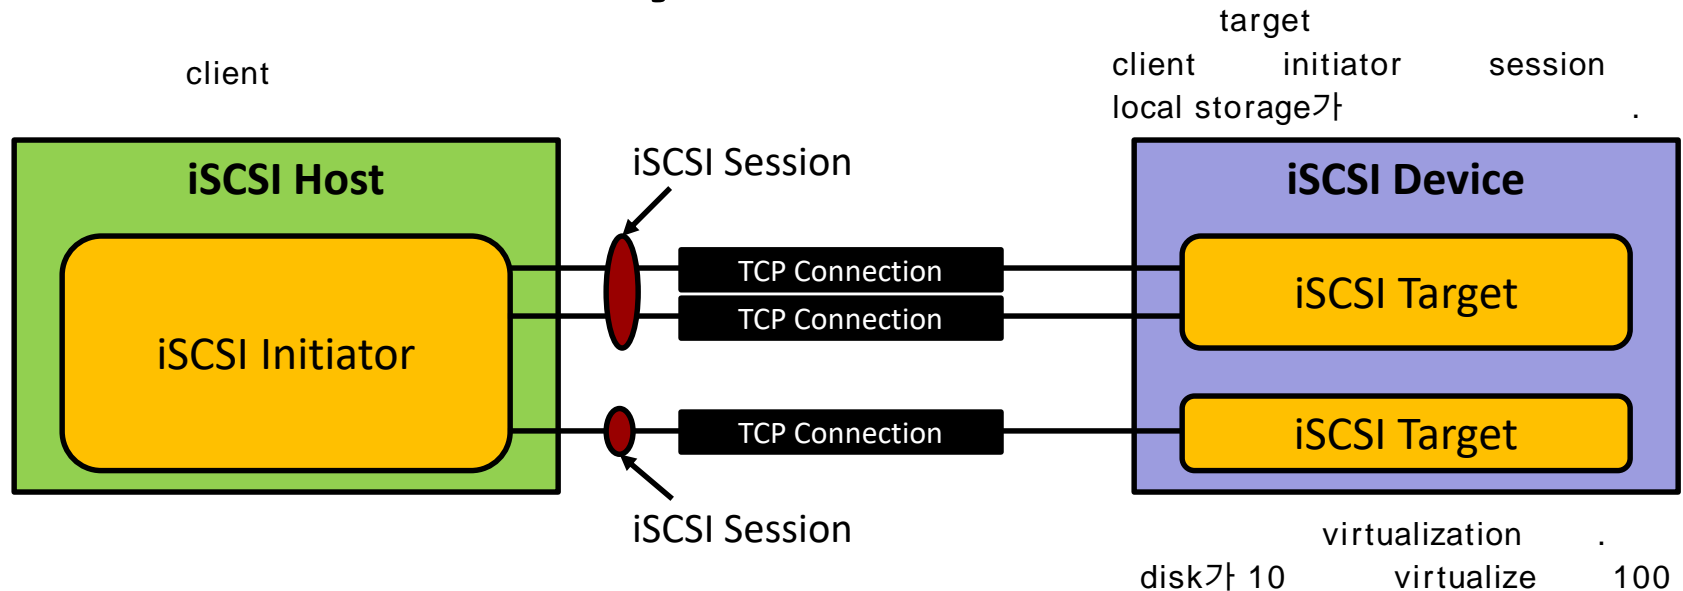 target
client initiator session
local storage가 .
client
iSCSI Host
iSCSI Session
iSCSI Device
TCP Connection
TCP Connection
iSCSI Target
iSCSI Initiator
TCP Connection
iSCSI Target
iSCSI Session
virtualization .
disk가 10 virtualize 100